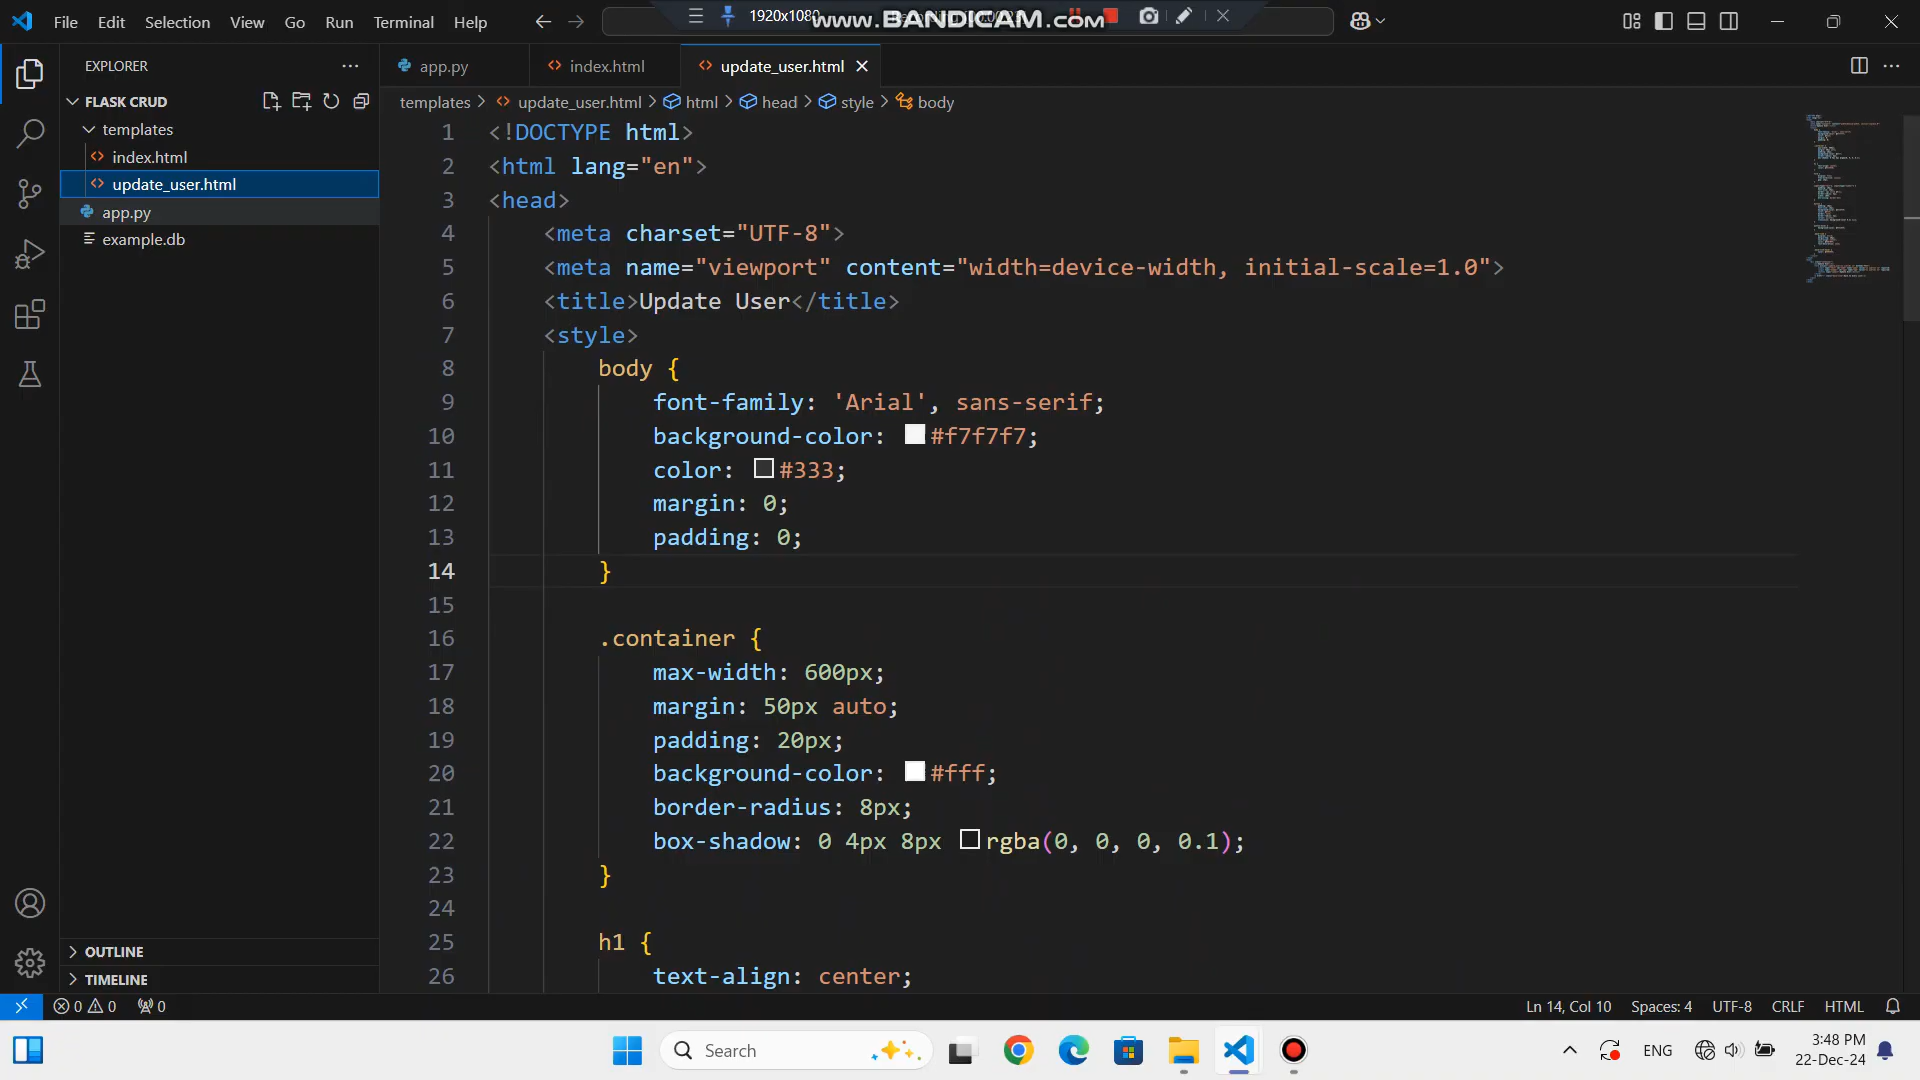 File Edit Selection View Go Run Terminal Help
1920x1080
www.BANDICAM.com
EXPLORER
FLASK CRUD
templates
index.html
update_user.html
app.py
example.db
OUTLINE
TIMELINE
app.py
index.html
update_user.html
templates > update_user.html > html > head > style > body
1 <!DOCTYPE html>
2 <html lang="en">
3 <head>
4 <meta charset="UTF-8">
5 <meta name="viewport" content="width=device-width, initial-scale=1.0">
6 <title>Update User</title>
7 <style>
8 body {
9 font-family: 'Arial', sans-serif;
10 background-color: #f7f7f7;
11 color: #333;
12 margin: 0;
13 padding: 0;
14 }
15
16 .container {
17 max-width: 600px;
18 margin: 50px auto;
19 padding: 20px;
20 background-color: #fff;
21 border-radius: 8px;
22 box-shadow: 0 4px 8px rgba(0, 0, 0, 0.1);
23 }
24
25 h1 {
26 text-align: center;
0 0 0
Ln 14, Col 10 Spaces: 4 UTF-8 CRLF HTML
Search
ENG
3:48 PM
22-Dec-24